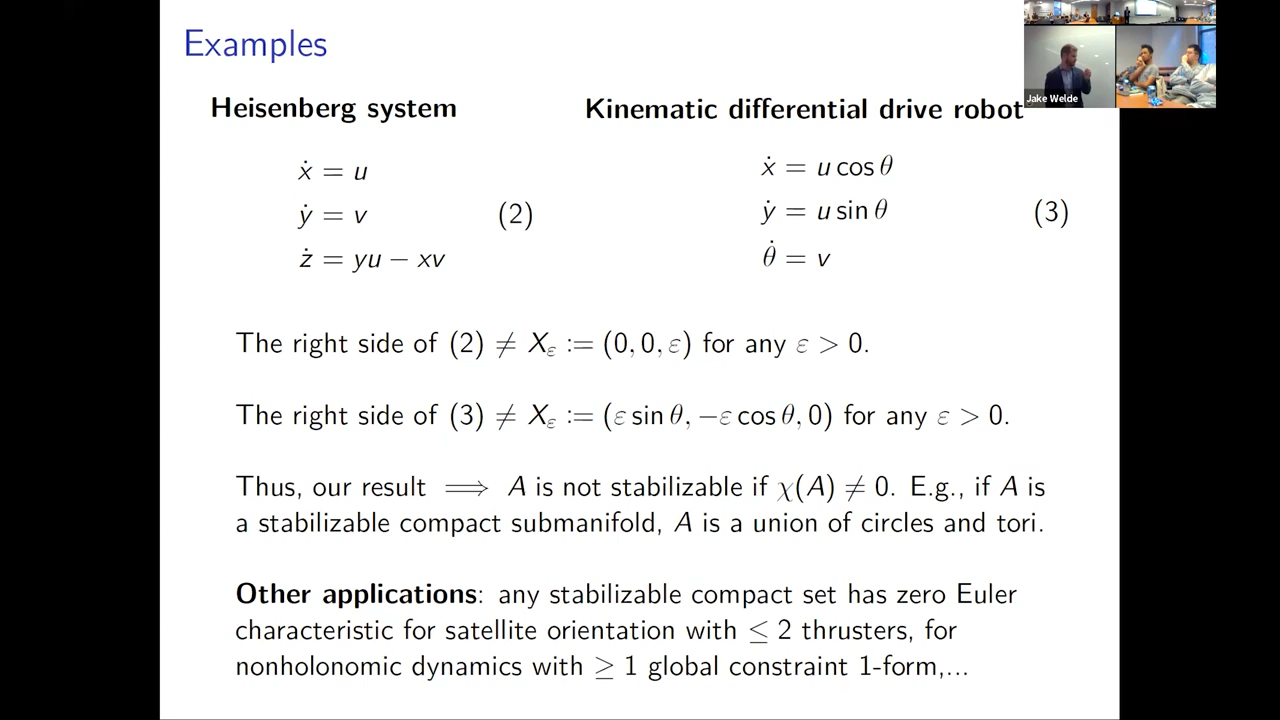 Examples
Heisenberg system
ẋ = u
ẏ = v (2)
ż = yu − xv
Kinematic differential drive robot
ẋ = u cos θ
ẏ = u sin θ (3)
θ̇ = v
The right side of (2) ≠ X_ε := (0, 0, ε) for any ε > 0.
The right side of (3) ≠ X_ε := (ε sin θ, −ε cos θ, 0) for any ε > 0.
Thus, our result ⟹ A is not stabilizable if χ(A) ≠ 0. E.g., if A is
a stabilizable compact submanifold, A is a union of circles and tori.
Other applications: any stabilizable compact set has zero Euler
characteristic for satellite orientation with ≤ 2 thrusters, for
nonholonomic dynamics with ≥ 1 global constraint 1-form,...
Jake Welde